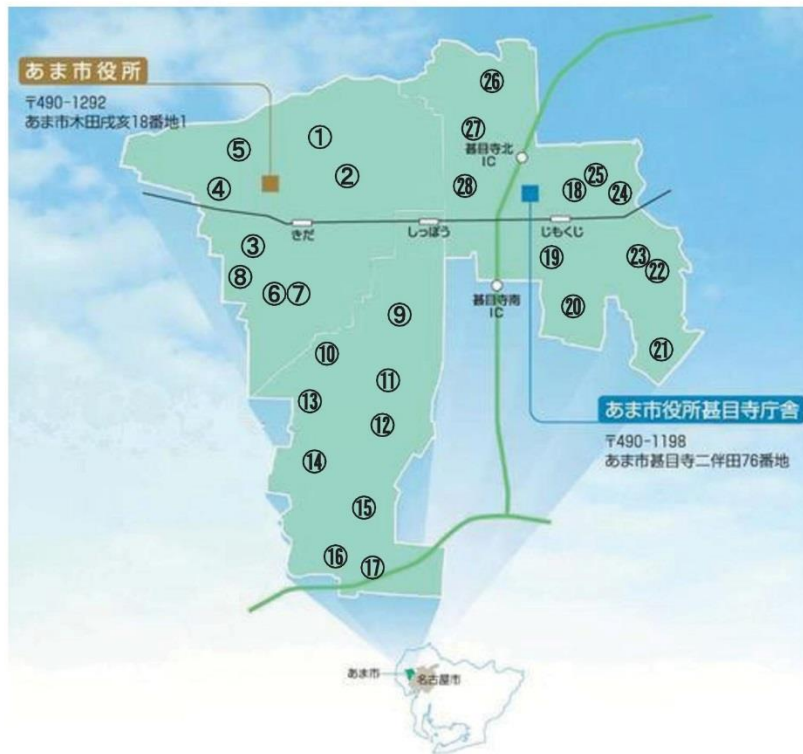 あま市役所
〒490-1292
あま市木田戌亥18番地1
㉖
①
㉗
⑤
甚目寺北
IC
②
㉕
④
㉘
⑱
㉔
きだ
しっぽう
じもくじ
③
⑲
㉓
⑧
㉒
⑥
⑦
甚目寺南
IC
⑨
⑳
⑩
㉑
⑪
⑬
あま市役所甚目寺庁舎
⑫
〒490-1198
あま市甚目寺二伴田76番地
⑭
⑮
⑯
⑰
あま市
名古屋市